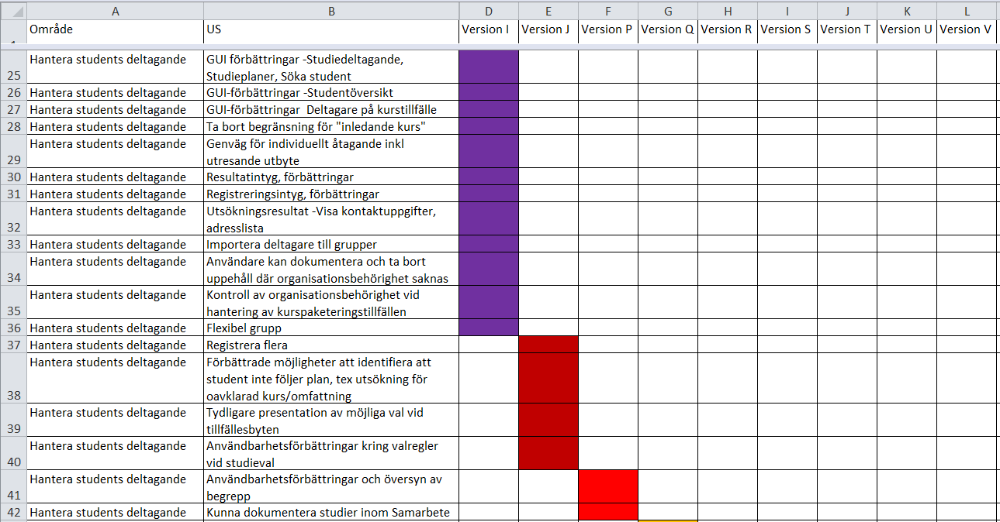 A B D E F G H I J K L
1 Område US Version I Version J Version P Version Q Version R Version S Version T Version U Version V
Hantera students deltagande GUI förbättringar -Studiedeltagande,
25 Studieplaner, Söka student
26 Hantera students deltagande GUI-förbättringar -Studentöversikt
27 Hantera students deltagande GUI-förbättringar  Deltagare på kurstillfälle
28 Hantera students deltagande Ta bort begränsning för "inledande kurs"
Hantera students deltagande Genväg för individuellt åtagande inkl
29 utresande utbyte
30 Hantera students deltagande Resultatintyg, förbättringar
31 Hantera students deltagande Registreringsintyg, förbättringar
Hantera students deltagande Utsökningsresultat -Visa kontaktuppgifter,
32 adresslista
33 Hantera students deltagande Importera deltagare till grupper
Hantera students deltagande Användare kan dokumentera och ta bort
34 uppehåll där organisationsbehörighet saknas
Hantera students deltagande Kontroll av organisationsbehörighet vid
35 hantering av kurspaketeringstillfällen
36 Hantera students deltagande Flexibel grupp
37 Hantera students deltagande Registrera flera
Hantera students deltagande Förbättrade möjligheter att identifiera att
student inte följer plan, tex utsökning för
38 oavklarad kurs/omfattning
Hantera students deltagande Tydligare presentation av möjliga val vid
39 tillfällesbyten
Hantera students deltagande Användbarhetsförbättringar kring valregler
40 vid studieval
Hantera students deltagande Användbarhetsförbättringar och översyn av
41 begrepp
42 Hantera students deltagande Kunna dokumentera studier inom Samarbete